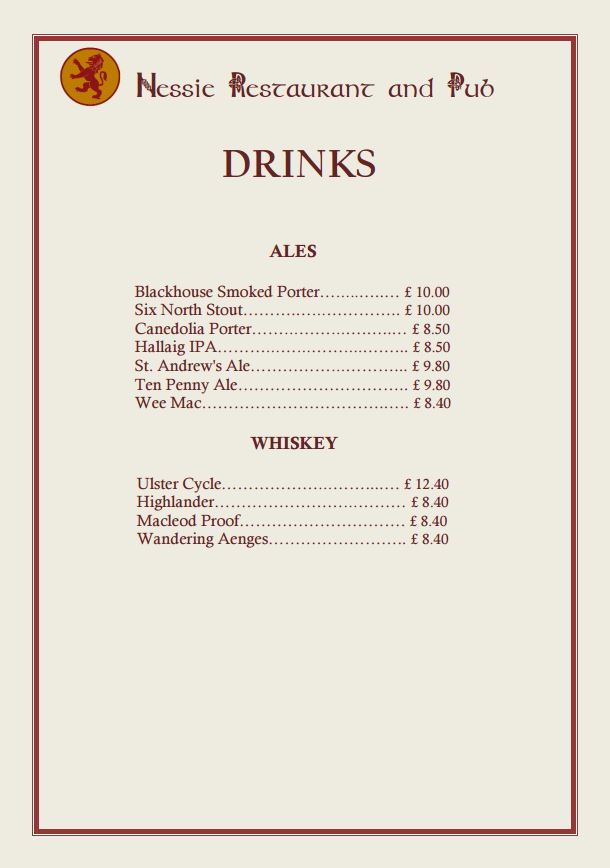 Nessie Restaurant and Pub
DRINKS
ALES
Blackhouse Smoked Porter................ £ 10.00
Six North Stout................................ £ 10.00
Canedolia Porter.............................. £ 8.50
Hallaig IPA...................................... £ 8.50
St. Andrew's Ale............................... £ 9.80
Ten Penny Ale.................................. £ 9.80
Wee Mac......................................... £ 8.40
WHISKEY
Ulster Cycle................................... £ 12.40
Highlander...................................... £ 8.40
Macleod Proof................................. £ 8.40
Wandering Aenges........................... £ 8.40